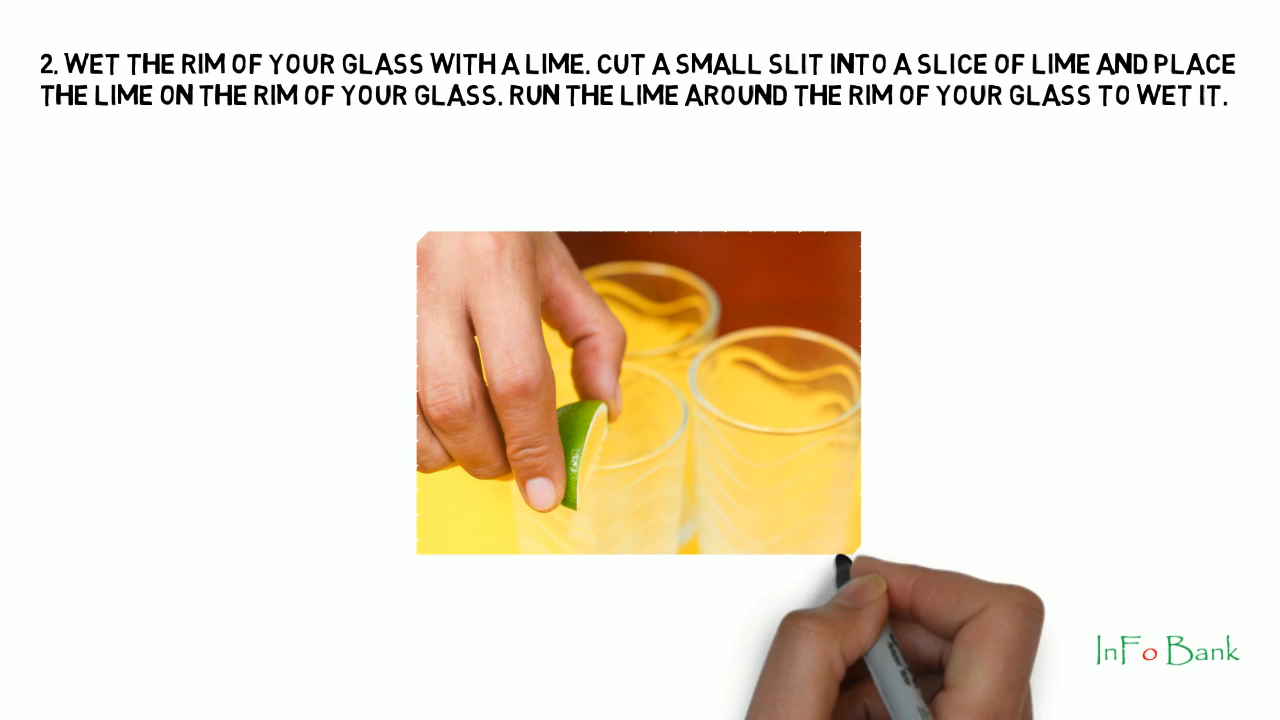 2. WET THE RIM OF YOUR GLASS WITH A LIME. CUT A SMALL SLIT INTO A SLICE OF LIME AND PLACE
THE LIME ON THE RIM OF YOUR GLASS. RUN THE LIME AROUND THE RIM OF YOUR GLASS TO WET IT.
InFo Bank